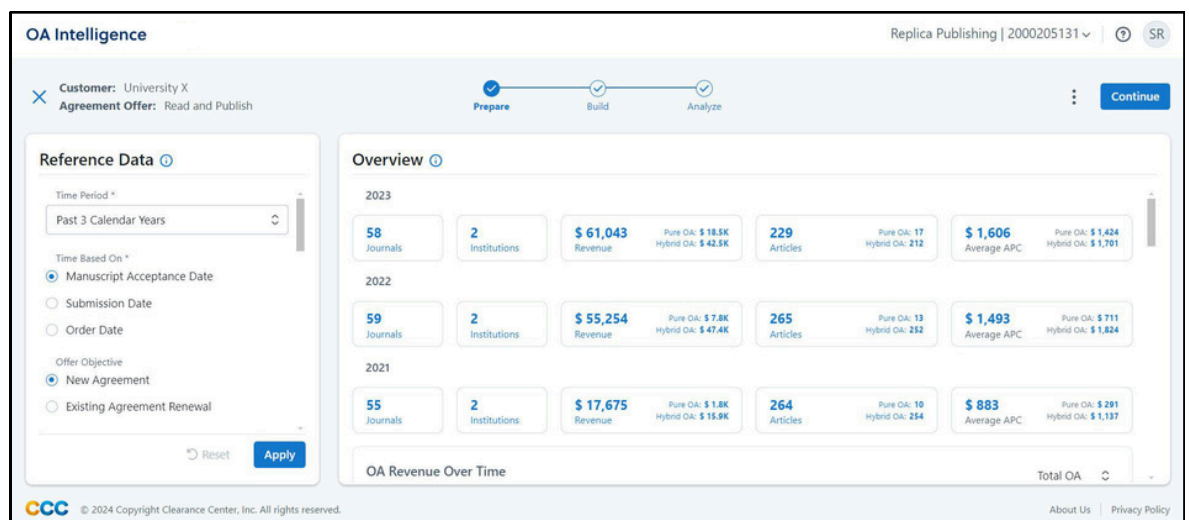 OA Intelligence
Replica Publishing | 2000205131
SR
Customer: University X
Agreement Offer: Read and Publish
Prepare
Build
Analyze
Continue
Reference Data
Time Period *
Past 3 Calendar Years
Time Based On *
Manuscript Acceptance Date
Submission Date
Order Date
Offer Objective
New Agreement
Existing Agreement Renewal
Reset
Apply
Overview
2023
58
Journals
2
Institutions
$ 61,043
Revenue
Pure OA: $ 18.5K
Hybrid OA: $ 42.5K
229
Articles
Pure OA: 17
Hybrid OA: 212
$ 1,606
Average APC
Pure OA: $ 1,424
Hybrid OA: $ 1,701
2022
59
Journals
2
Institutions
$ 55,254
Revenue
Pure OA: $ 7.8K
Hybrid OA: $ 47.4K
265
Articles
Pure OA: 13
Hybrid OA: 252
$ 1,493
Average APC
Pure OA: $ 711
Hybrid OA: $ 1,824
2021
55
Journals
2
Institutions
$ 17,675
Revenue
Pure OA: $ 1.8K
Hybrid OA: $ 15.9K
264
Articles
Pure OA: 10
Hybrid OA: 254
$ 883
Average APC
Pure OA: $ 291
Hybrid OA: $ 1,137
OA Revenue Over Time
Total OA
CCC © 2024 Copyright Clearance Center, Inc. All rights reserved.
About Us | Privacy Policy